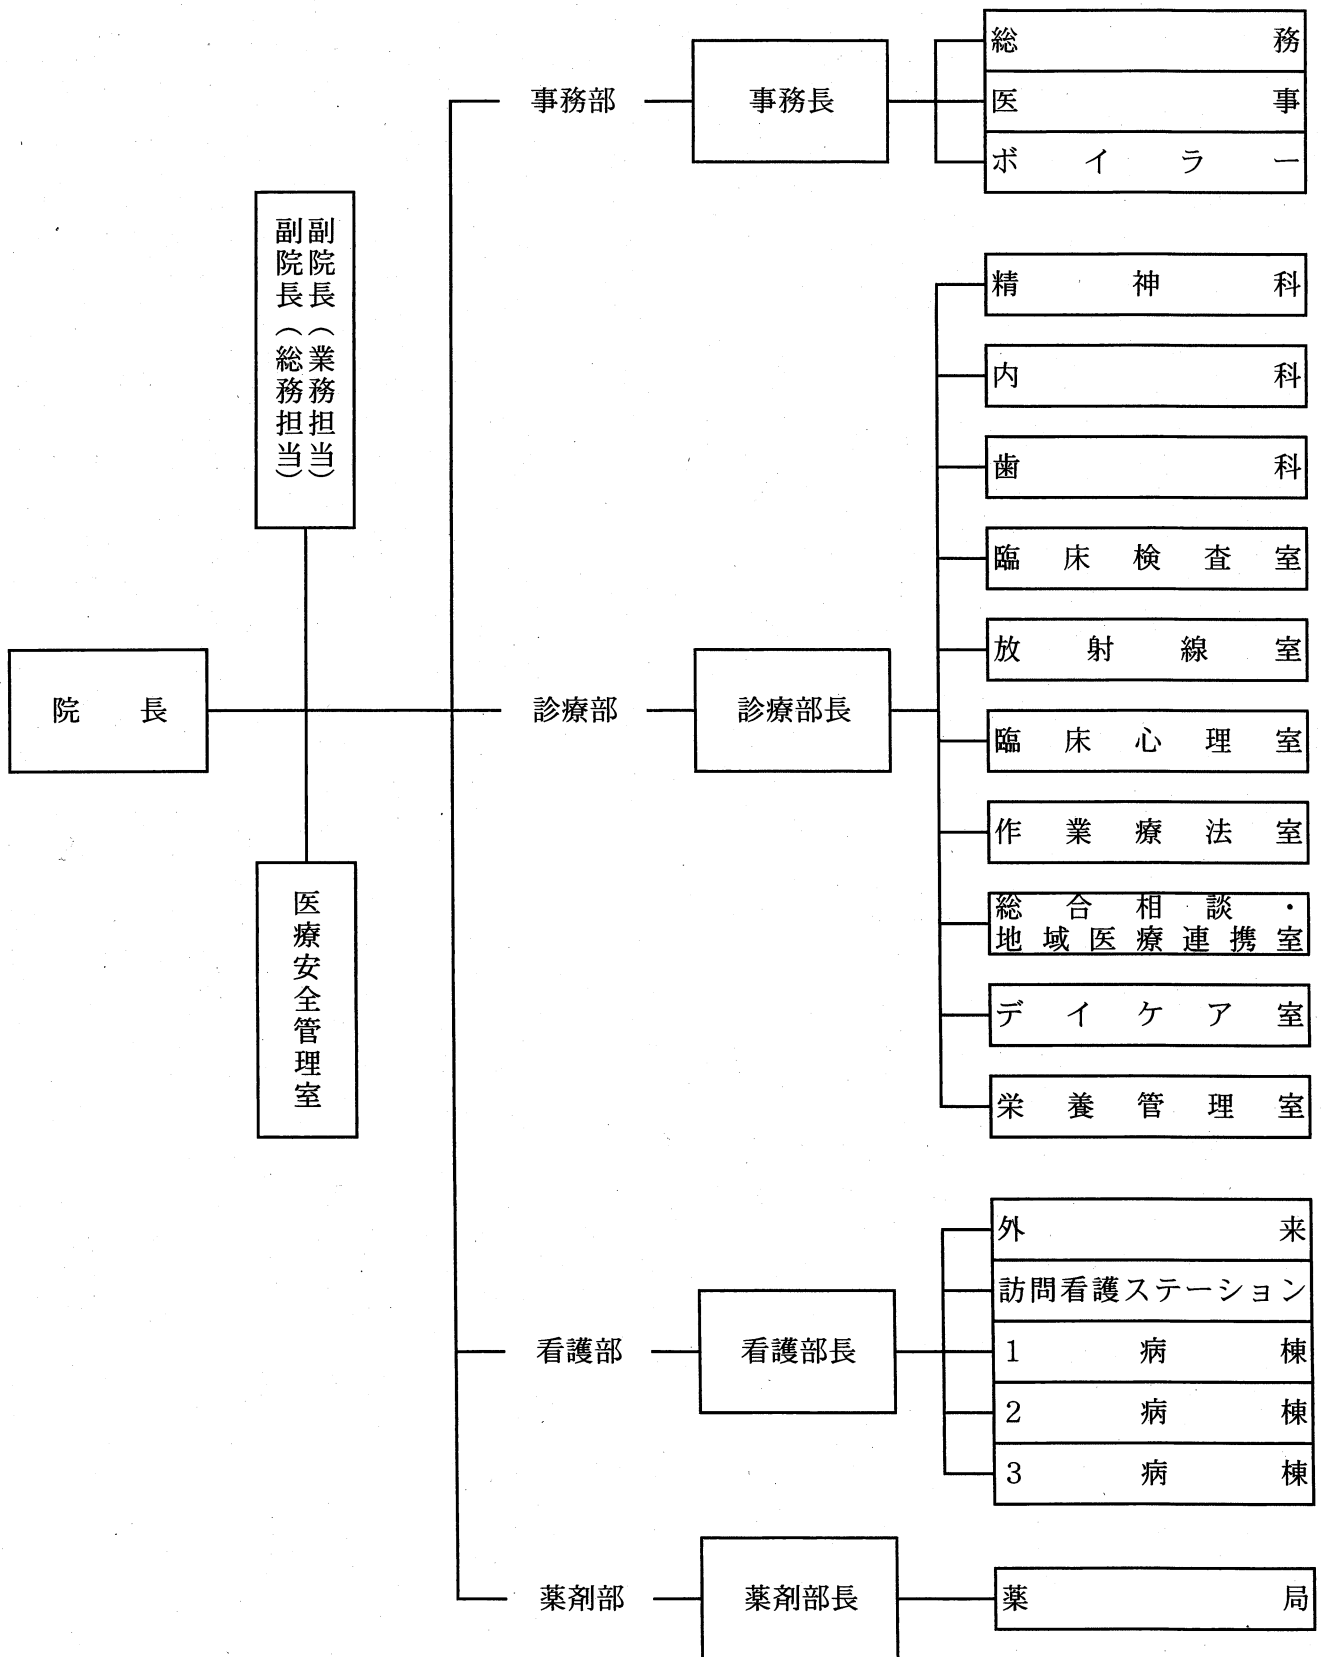 院長
副院長（業務担当）
副院長（総務担当）
医療安全管理室
事務部
事務長
総務
医事
ボイラー
診療部
診療部長
精神科
内科
歯科
臨床検査室
放射線室
臨床心理室
作業療法室
総合相談・
地域医療連携室
デイケア室
栄養管理室
看護部
看護部長
外来
訪問看護ステーション
1病棟
2病棟
3病棟
薬剤部
薬剤部長
薬局